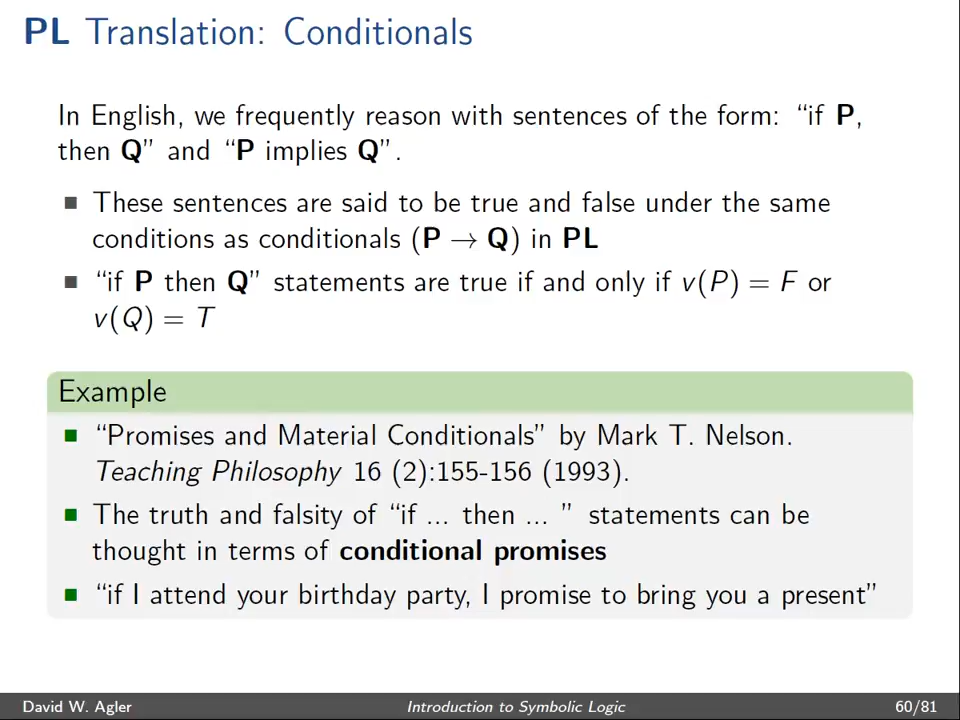 PL Translation: Conditionals
In English, we frequently reason with sentences of the form: “if P,
then Q” and “P implies Q”.
■ These sentences are said to be true and false under the same
conditions as conditionals (P → Q) in PL
■ “if P then Q” statements are true if and only if v(P) = F or
v(Q) = T
Example
■ “Promises and Material Conditionals” by Mark T. Nelson.
Teaching Philosophy 16 (2):155-156 (1993).
■ The truth and falsity of “if ... then ... ” statements can be
thought in terms of conditional promises
■ “if I attend your birthday party, I promise to bring you a present”
David W. Agler Introduction to Symbolic Logic 60/81